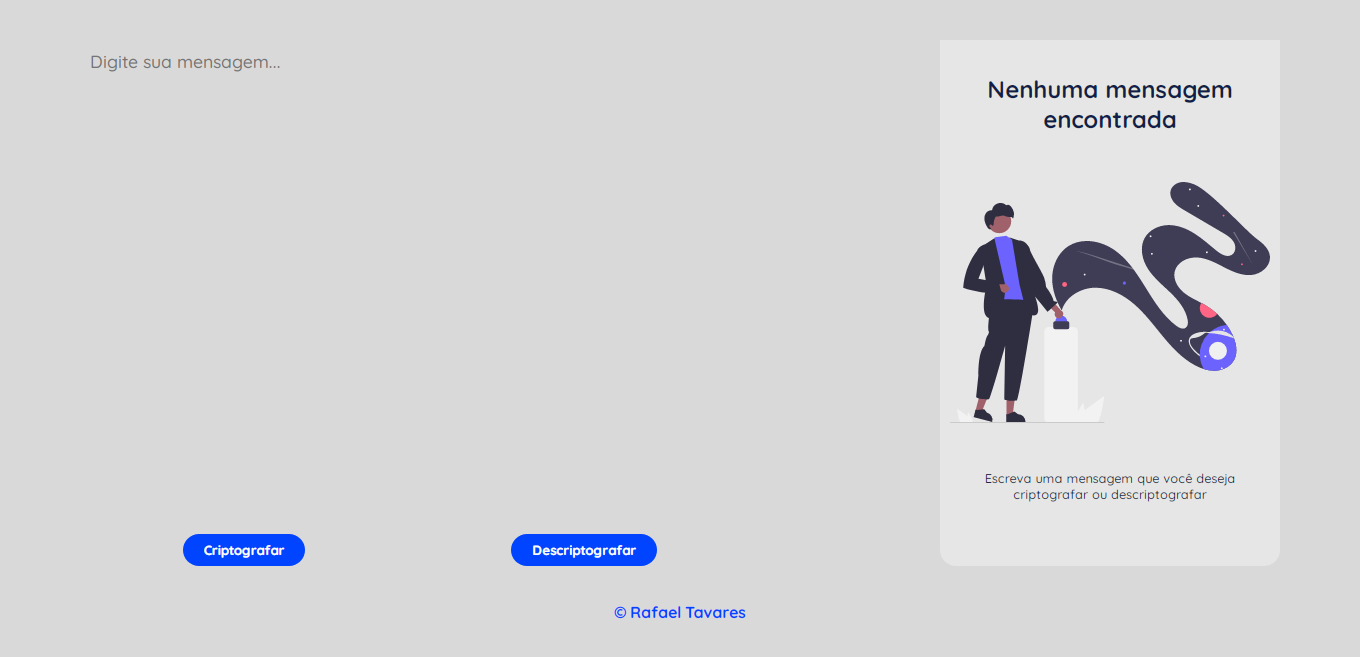 Digite sua mensagem...
Nenhuma mensagem
encontrada
Escreva uma mensagem que você deseja
criptografar ou descriptografar
Criptografar
Descriptografar
© Rafael Tavares